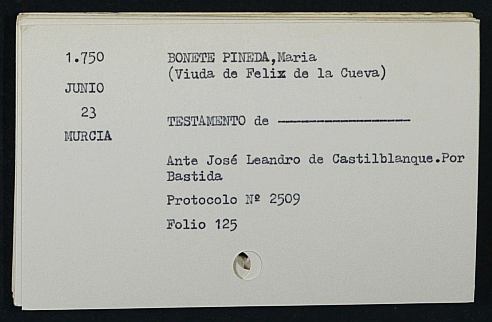 1.750
JUNIO
23
MURCIA
BONETE PINEDA,Maria
(Viuda de Felix de la Cueva)
TESTAMENTO de -------------------
Ante José Leandro de Castilblanque.Por
Bastida
Protocolo Nº 2509
Folio 125